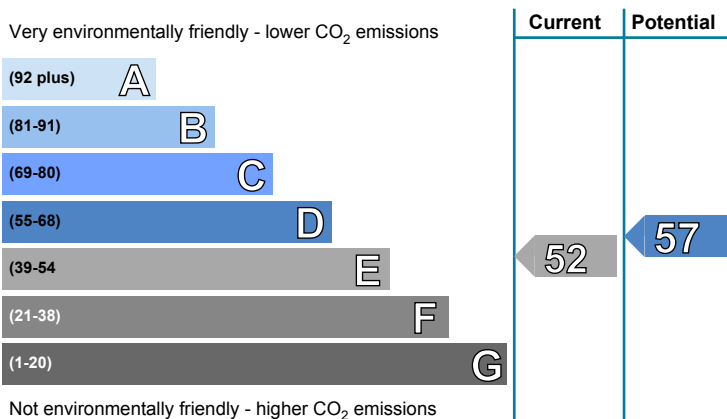 Current Potential
Very environmentally friendly - lower CO2 emissions
(92 plus) A
(81-91) B
(69-80) C
(55-68) D
(39-54 E
52
57
(21-38) F
(1-20) G
Not environmentally friendly - higher CO2 emissions